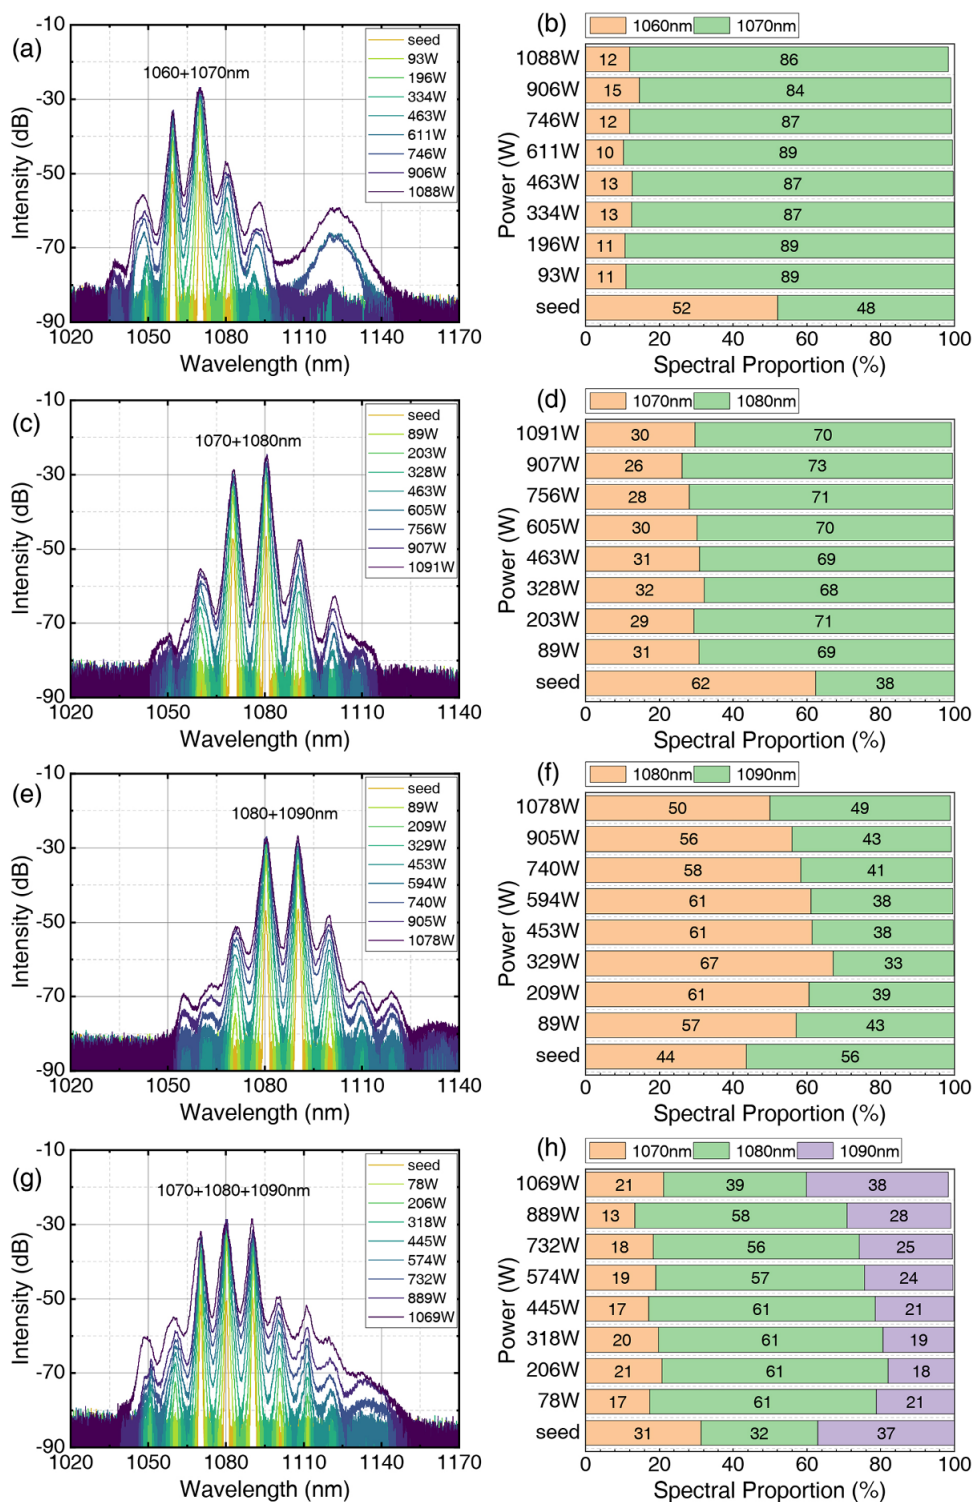 (a)
1060+1070nm
seed
93W
196W
334W
463W
611W
746W
906W
1088W
Intensity (dB)
-10
-30
-50
-70
-90
1020 1050 1080 1110 1140 1170
Wavelength (nm)
(b)
1060nm 1070nm
Power (W)
1088W 12 86
906W 15 84
746W 12 87
611W 10 89
463W 13 87
334W 13 87
196W 11 89
93W 11 89
seed 52 48
0 20 40 60 80 100
Spectral Proportion (%)
(c)
1070+1080nm
seed
89W
203W
328W
463W
605W
756W
907W
1091W
Intensity (dB)
-10
-30
-50
-70
-90
1020 1050 1080 1110 1140
Wavelength (nm)
(d)
1070nm 1080nm
Power (W)
1091W 30 70
907W 26 73
756W 28 71
605W 30 70
463W 31 69
328W 32 68
203W 29 71
89W 31 69
seed 62 38
0 20 40 60 80 100
Spectral Proportion (%)
(e)
1080+1090nm
seed
89W
209W
329W
453W
594W
740W
905W
1078W
Intensity (dB)
-10
-30
-50
-70
-90
1020 1050 1080 1110 1140
Wavelength (nm)
(f)
1080nm 1090nm
Power (W)
1078W 50 49
905W 56 43
740W 58 41
594W 61 38
453W 61 38
329W 67 33
209W 61 39
89W 57 43
seed 44 56
0 20 40 60 80 100
Spectral Proportion (%)
(g)
1070+1080+1090nm
seed
78W
206W
318W
445W
574W
732W
889W
1069W
Intensity (dB)
-10
-30
-50
-70
-90
1020 1050 1080 1110 1140 1170
Wavelength (nm)
(h)
1070nm 1080nm 1090nm
Power (W)
1069W 21 39 38
889W 13 58 28
732W 18 56 25
574W 19 57 24
445W 17 61 21
318W 20 61 19
206W 21 61 18
78W 17 61 21
seed 31 32 37
0 20 40 60 80 100
Spectral Proportion (%)